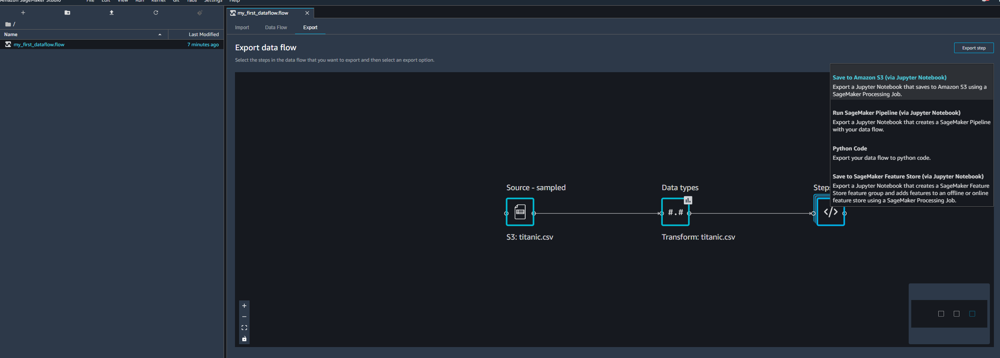 Amazon SageMaker Studio File Edit View Run Kernel Git Tabs Settings Help
my_first_dataflow.flow
/
Import Data Flow Export
Name Last Modified
my_first_dataflow.flow 7 minutes ago
Export data flow
Export step
Select the steps in the data flow that you want to export and then select an export option.
Save to Amazon S3 (via Jupyter Notebook)
Export a Jupyter Notebook that saves to Amazon S3 using a
SageMaker Processing Job.
Run SageMaker Pipeline (via Jupyter Notebook)
Export a Jupyter Notebook that creates a SageMaker Pipeline
with your data flow.
Python Code
Export your data flow to python code.
Save to SageMaker Feature Store (via Jupyter Notebook)
Export a Jupyter Notebook that creates a SageMaker Feature
Store feature group and adds features to an offline or online
feature store using a SageMaker Processing Job.
Source - sampled
Data types
Steps
#.#
</>
S3: titanic.csv
Transform: titanic.csv